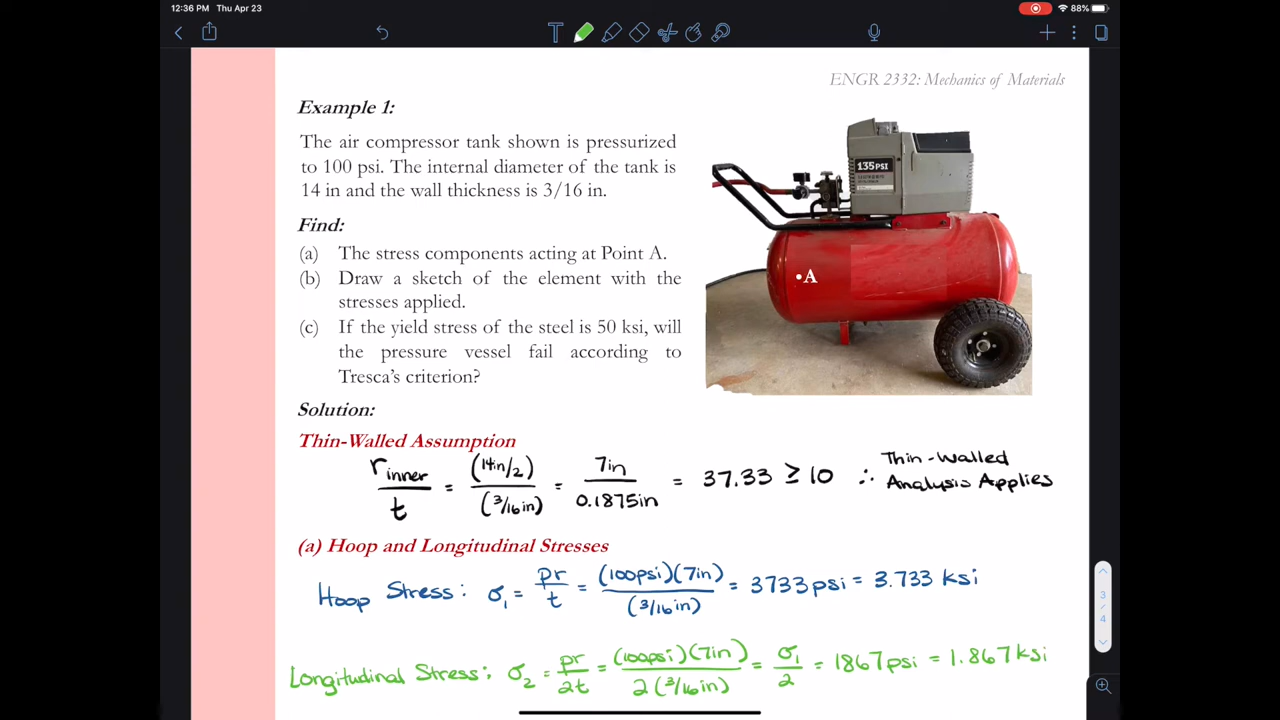 12:36 PM Thu Apr 23
88%
ENGR 2332: Mechanics of Materials
Example 1:
The air compressor tank shown is pressurized
to 100 psi. The internal diameter of the tank is
14 in and the wall thickness is 3/16 in.
Find:
(a) The stress components acting at Point A.
(b) Draw a sketch of the element with the
stresses applied.
(c) If the yield stress of the steel is 50 ksi, will
the pressure vessel fail according to
Tresca's criterion?
135PSI
•A
Solution:
Thin-Walled Assumption
r inner / t = (14in/2) / (3/16in) = 7in / 0.1875in = 37.33 ≥ 10 ∴ Thin-Walled
Analysis Applies
(a) Hoop and Longitudinal Stresses
Hoop Stress: σ₁ = pr / t = (100psi)(7in) / (3/16in) = 3733psi = 3.733 ksi
Longitudinal Stress: σ₂ = pr / 2t = (100psi)(7in) / 2(3/16in) = σ₁ / 2 = 1867psi = 1.867ksi
3
/
4